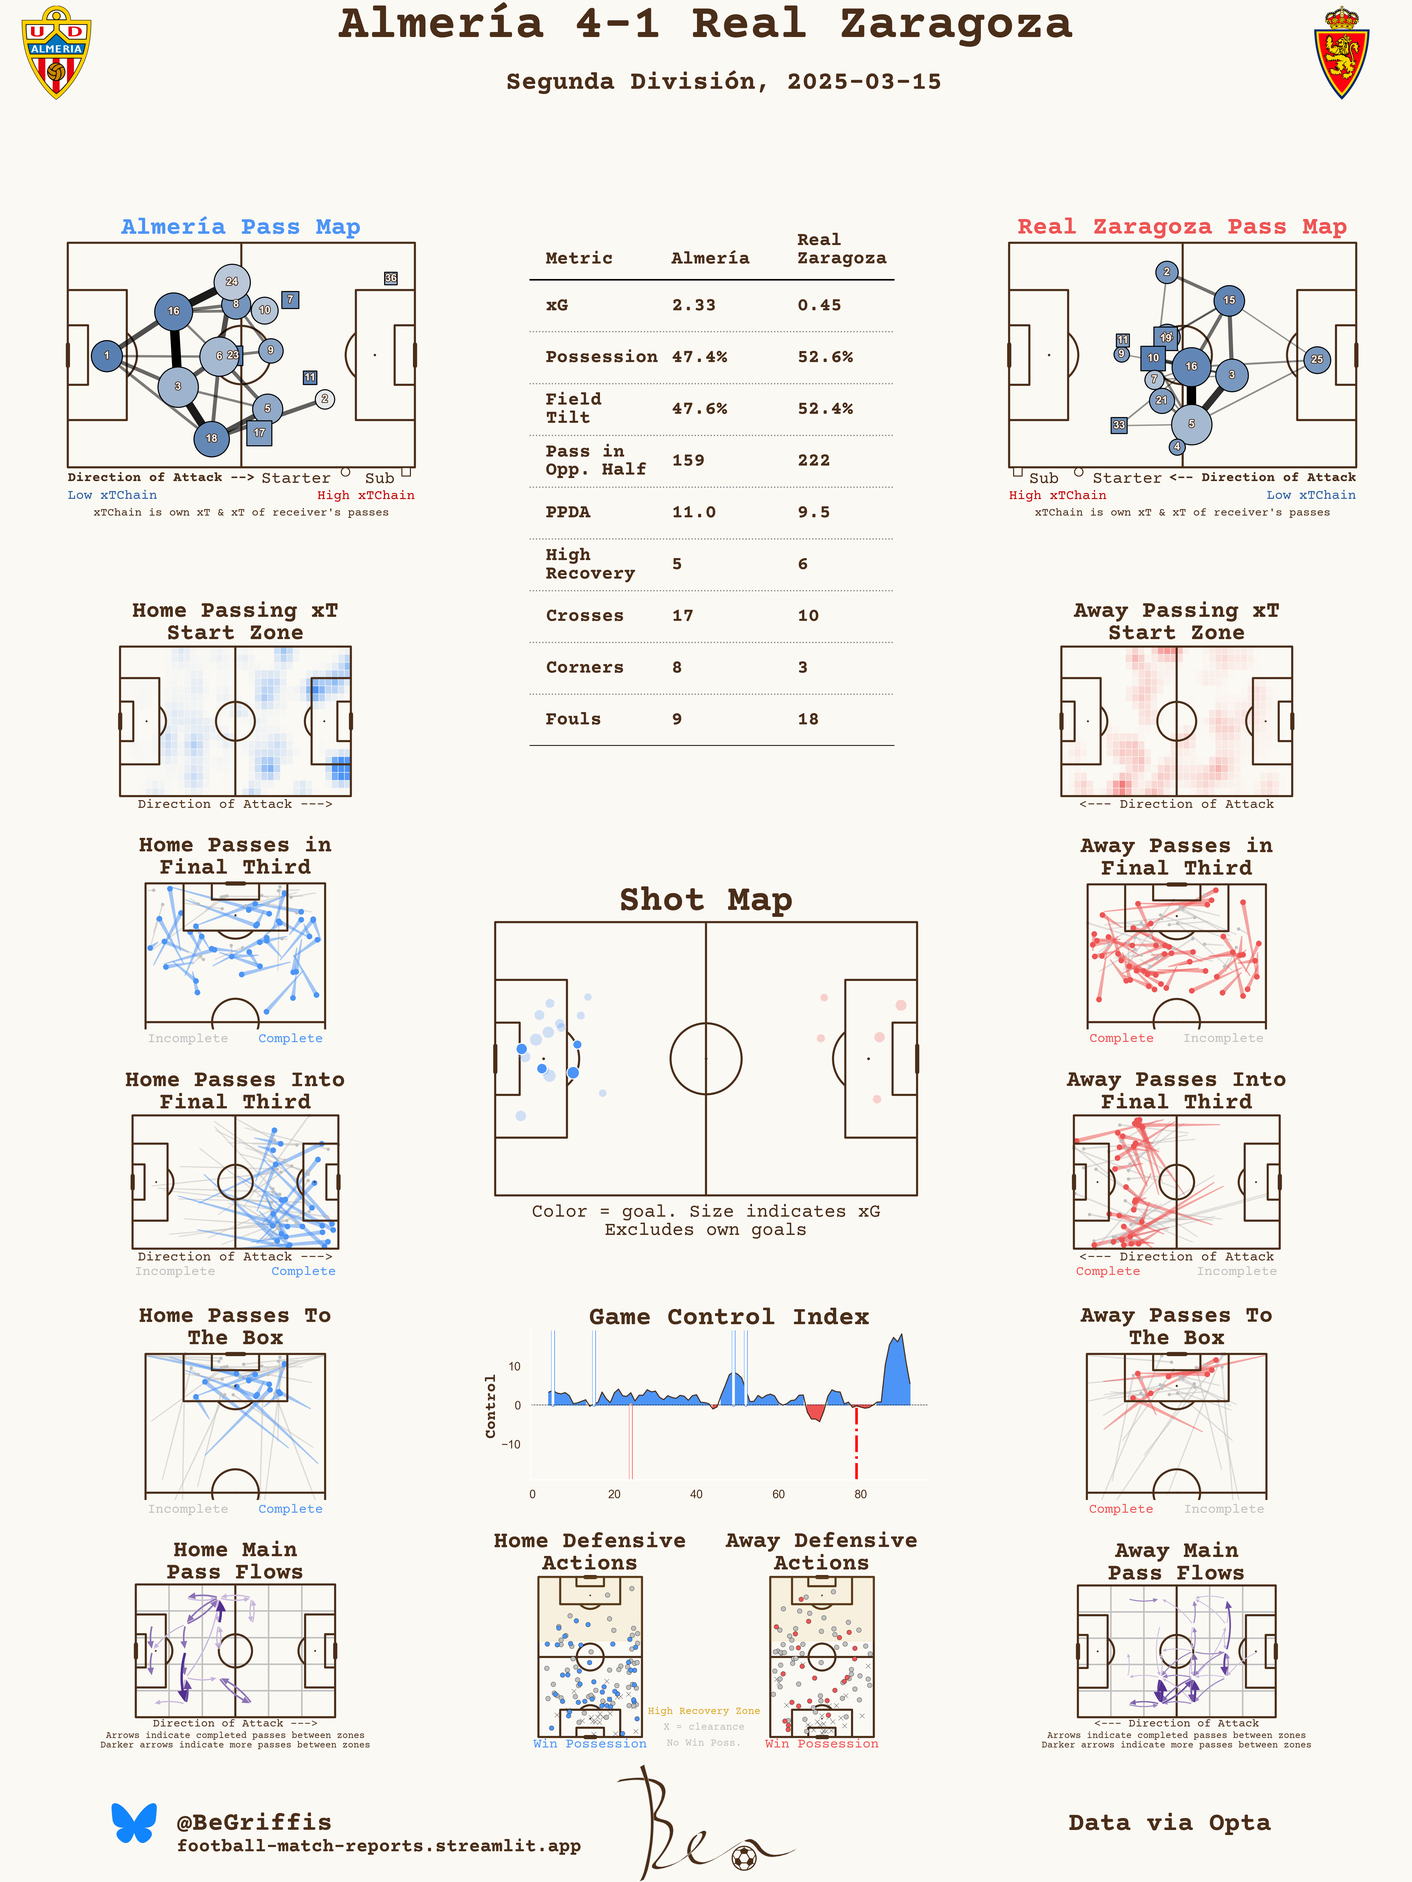 Almería 4-1 Real Zaragoza
Segunda División, 2025-03-15
U D
ALMERIA
Almería Pass Map
36
24
7
8
10
16
1
6
23
9
3
11
2
5
18
17
Direction of Attack --> Starter Sub
Low xTChain High xTChain
xTChain is own xT & xT of receiver's passes
Metric Almería Real Zaragoza
xG 2.33 0.45
Possession 47.4% 52.6%
Field Tilt 47.6% 52.4%
Pass in Opp. Half 159 222
PPDA 11.0 9.5
High Recovery 5 6
Crosses 17 10
Corners 8 3
Fouls 9 18
Real Zaragoza Pass Map
2
15
11
19
9
10
16
25
7
3
21
33
5
4
Sub Starter <-- Direction of Attack
High xTChain Low xTChain
xTChain is own xT & xT of receiver's passes
Home Passing xT
Start Zone
Direction of Attack --->
Away Passing xT
Start Zone
<--- Direction of Attack
Home Passes in
Final Third
Incomplete Complete
Shot Map
Color = goal. Size indicates xG
Excludes own goals
Away Passes in
Final Third
Complete Incomplete
Home Passes Into
Final Third
Direction of Attack --->
Incomplete Complete
Away Passes Into
Final Third
<--- Direction of Attack
Complete Incomplete
Home Passes To
The Box
Incomplete Complete
Game Control Index
Control
10
0
−10
0 20 40 60 80
Away Passes To
The Box
Complete Incomplete
Home Main
Pass Flows
Direction of Attack --->
Arrows indicate completed passes between zones
Darker arrows indicate more passes between zones
Home Defensive
Actions
Win Possession
Away Defensive
Actions
High Recovery Zone
X = clearance
No Win Poss.
Win Possession
Away Main
Pass Flows
<--- Direction of Attack
Arrows indicate completed passes between zones
Darker arrows indicate more passes between zones
@BeGriffis
football-match-reports.streamlit.app
Ben
Data via Opta